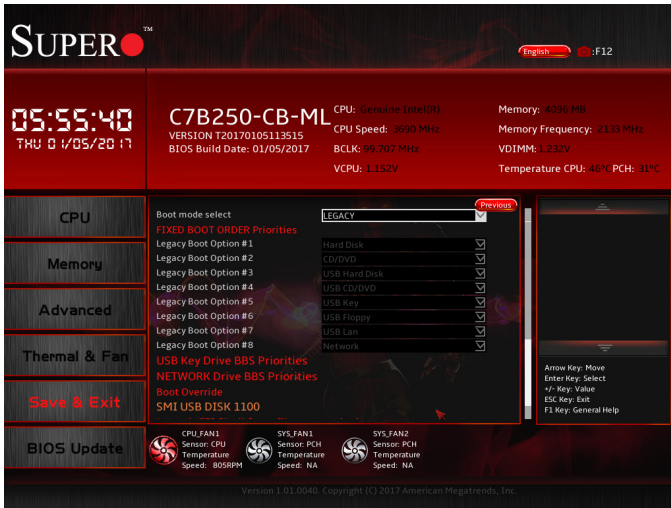 SUPER
TM
English :F12
05:55:40
THU 01/05/2017
C7B250-CB-ML
VERSION T20170105113515
BIOS Build Date: 01/05/2017
CPU: Genuine Intel(R)
CPU Speed: 3690 MHz
BCLK: 99.707 MHz
VCPU: 1.152V
Memory: 4096 MB
Memory Frequency: 2133 MHz
VDIMM: 1.232V
Temperature CPU: 46°C PCH: 31°C
CPU
Memory
Advanced
Thermal & Fan
Save & Exit
BIOS Update
Previous
Boot mode select LEGACY
FIXED BOOT ORDER Priorities
Legacy Boot Option #1 Hard Disk
Legacy Boot Option #2 CD/DVD
Legacy Boot Option #3 USB Hard Disk
Legacy Boot Option #4 USB CD/DVD
Legacy Boot Option #5 USB Key
Legacy Boot Option #6 USB Floppy
Legacy Boot Option #7 USB Lan
Legacy Boot Option #8 Network
USB Key Drive BBS Priorities
NETWORK Drive BBS Priorities
Boot Override
SMI USB DISK 1100
Arrow Key: Move
Enter Key: Select
+/- Key: Value
ESC Key: Exit
F1 Key: General Help
CPU_FAN1
Sensor: CPU
Temperature
Speed: 805RPM
SYS_FAN1
Sensor: PCH
Temperature
Speed: NA
SYS_FAN2
Sensor: PCH
Temperature
Speed: NA
Version 1.01.0040. Copyright (C) 2017 American Megatrends, Inc.